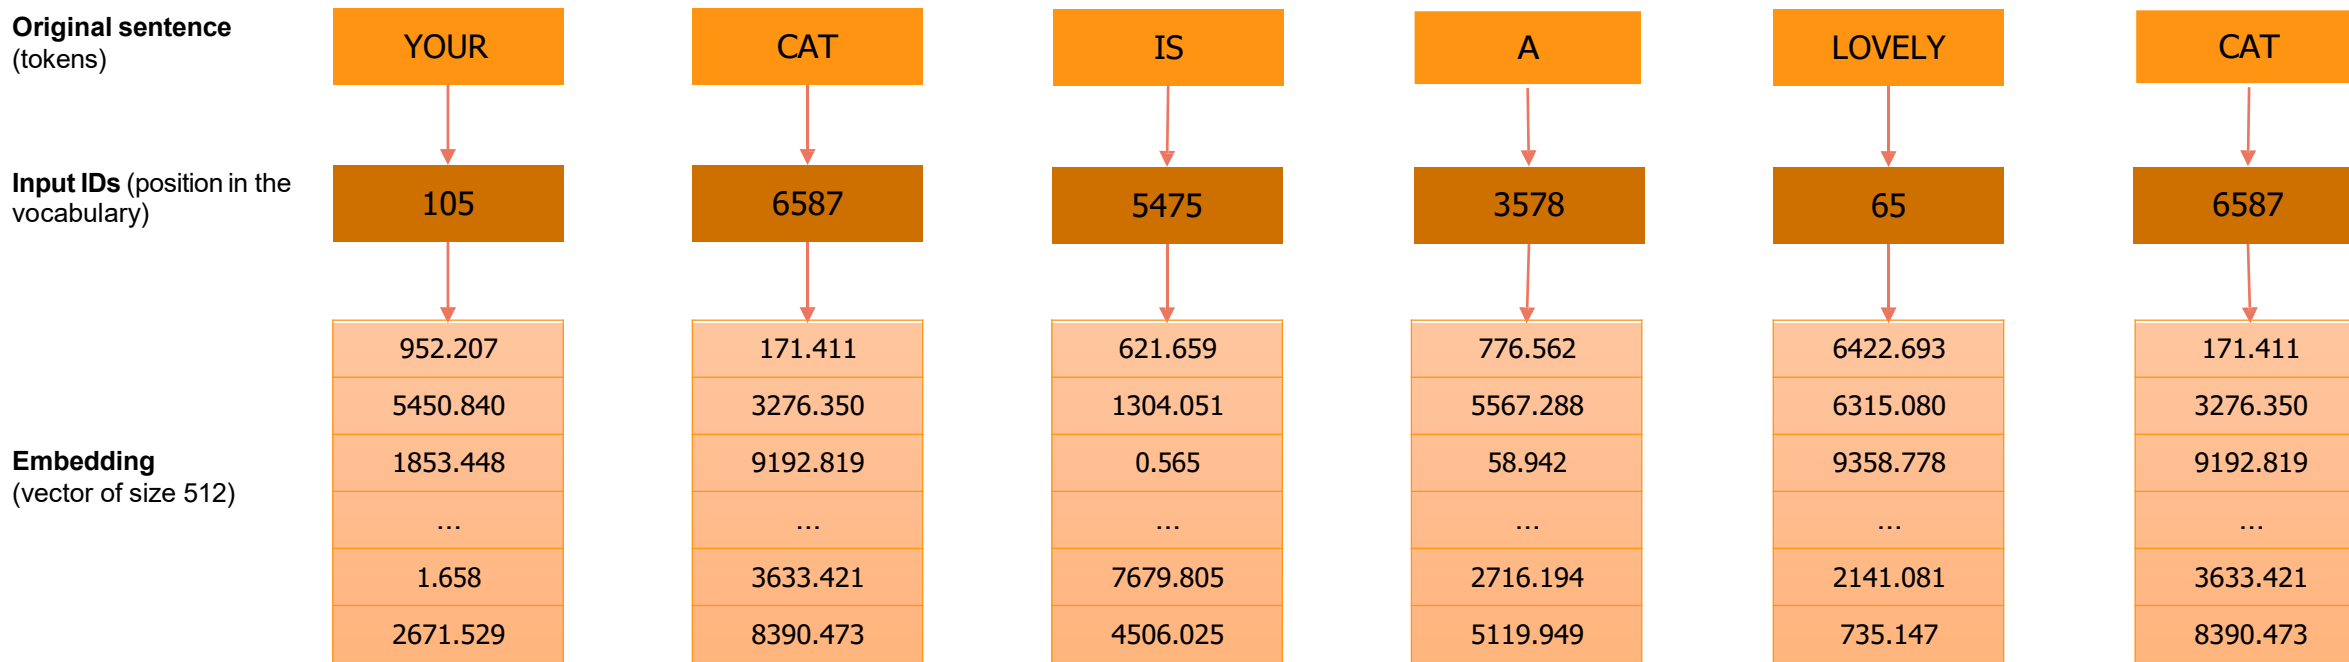 Original sentence
(tokens)
YOUR CAT IS A LOVELY CAT
Input IDs (position in the
vocabulary)
105 6587 5475 3578 65 6587
Embedding
(vector of size 512)
952.207 171.411 621.659 776.562 6422.693 171.411
5450.840 3276.350 1304.051 5567.288 6315.080 3276.350
1853.448 9192.819 0.565 58.942 9358.778 9192.819
... ... ... ... ... ...
1.658 3633.421 7679.805 2716.194 2141.081 3633.421
2671.529 8390.473 4506.025 5119.949 735.147 8390.473